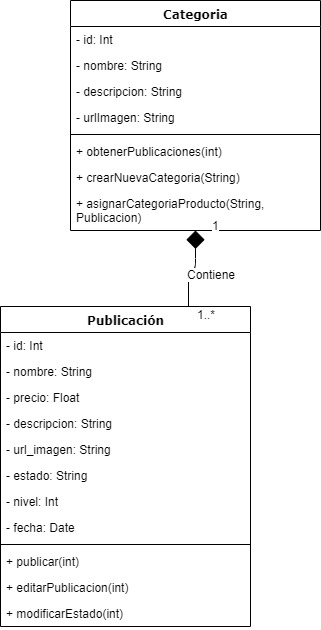 Categoria
- id: Int
- nombre: String
- descripcion: String
- urlImagen: String
+ obtenerPublicaciones(int)
+ crearNuevaCategoria(String)
+ asignarCategoriaProducto(String,
Publicacion)
1
Contiene
1..*
Publicación
- id: Int
- nombre: String
- precio: Float
- descripcion: String
- url_imagen: String
- estado: String
- nivel: Int
- fecha: Date
+ publicar(int)
+ editarPublicacion(int)
+ modificarEstado(int)